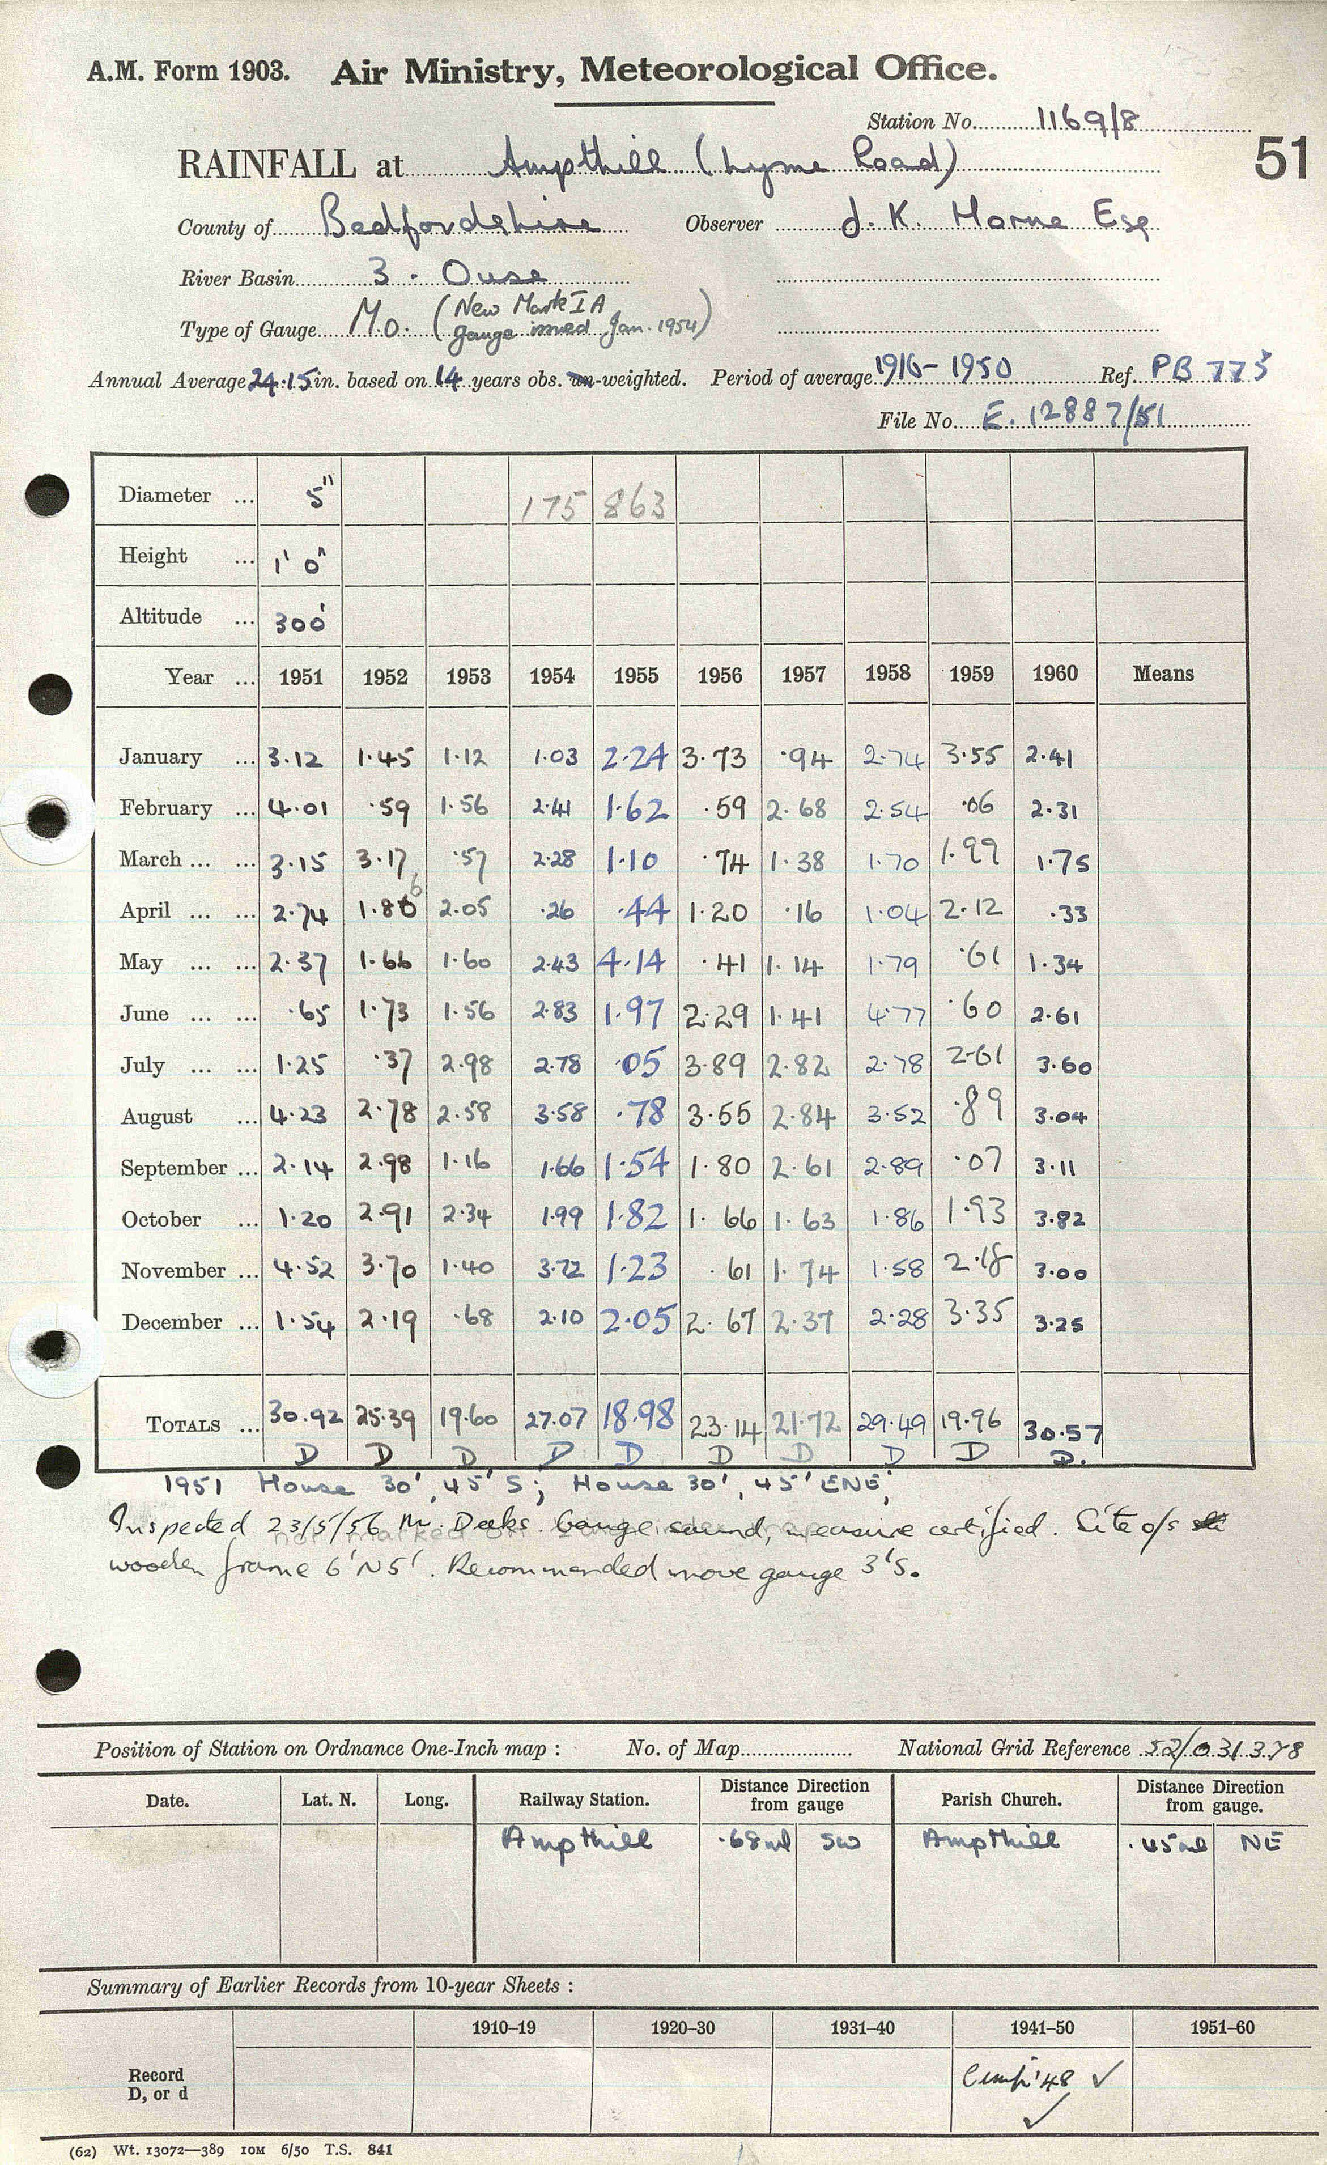 A.M. Form 1903. Air Ministry, Meteorological Office.
Station No. 1169/8
51
RAINFALL at Ampthill (Lyme Road)
County of Bedfordshire Observer J. K. Horne Esq
River Basin 3 - Ouse
Type of Gauge Mo. (New Mark IA gauge issued Jan. 1954)
Annual Average 24.15 in. based on 14 years obs. un-weighted. Period of average 1916-1950 Ref. PB 773
File No. E. 12887/51
Diameter ... 5" 175 863
Height ... 1' 0"
Altitude ... 300'
Year ... 1951 1952 1953 1954 1955 1956 1957 1958 1959 1960 Means
January ... 3.12 1.45 1.12 1.03 2.24 3.73 .94 2.74 3.55 2.41
February ... 4.01 .59 1.56 2.41 1.62 .59 2.68 2.54 .06 2.31
March ... ... 3.15 3.17 .57 2.28 1.10 .74 1.38 1.70 1.99 1.75
April ... ... 2.74 1.86 2.05 .26 .44 1.20 .16 1.04 2.12 .33
May ... ... 2.37 1.66 1.60 2.43 4.14 .41 1.14 1.79 .61 1.34
June ... ... .65 1.73 1.56 2.83 1.97 2.29 1.41 4.77 .60 2.61
July ... ... 1.25 .37 2.98 2.78 .05 3.89 2.82 2.78 2.61 3.60
August ... 4.23 2.78 2.58 3.58 .78 3.55 2.84 3.52 .89 3.04
September ... 2.14 2.98 1.16 1.66 1.54 1.80 2.61 2.89 .07 3.11
October ... 1.20 2.91 2.34 1.99 1.82 1.66 1.63 1.86 1.93 3.82
November ... 4.52 3.70 1.40 3.72 1.23 .61 1.74 1.58 2.18 3.00
December ... 1.54 2.19 .68 2.10 2.05 2.67 2.37 2.28 3.35 3.25
TOTALS ... 30.92 25.39 19.60 27.07 18.98 23.14 21.72 29.49 19.96 30.57
D D D D D D D D D D.
1951 House 30', 45' S; House 30', 45' ENE;
Inspected 23/5/56 Mr. Deeks. Gauge sound, measure certified. Site o/s
wooden frame 6' N 5'. Recommended move gauge 3'S.
Position of Station on Ordnance One-Inch map : No. of Map National Grid Reference 52/031378
Date. Lat. N. Long. Railway Station. Distance Direction from gauge Parish Church. Distance Direction from gauge.
Ampthill .68ml SW Ampthill .45ml NE
Summary of Earlier Records from 10-year Sheets :
1910–19 1920–30 1931–40 1941–50 1951–60
Record D, or d '48 ✓
✓
(62) Wt. 13072—389 10M 6/50 T.S. 841